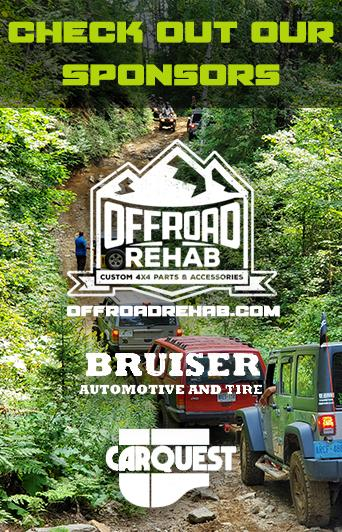 CHECK OUT OUR
SPONSORS
OFFROAD
REHAB
CUSTOM 4X4 PARTS & ACCESSORIES
OFFROADREHAB.COM
BRUISER
AUTOMOTIVE AND TIRE
CARQUEST